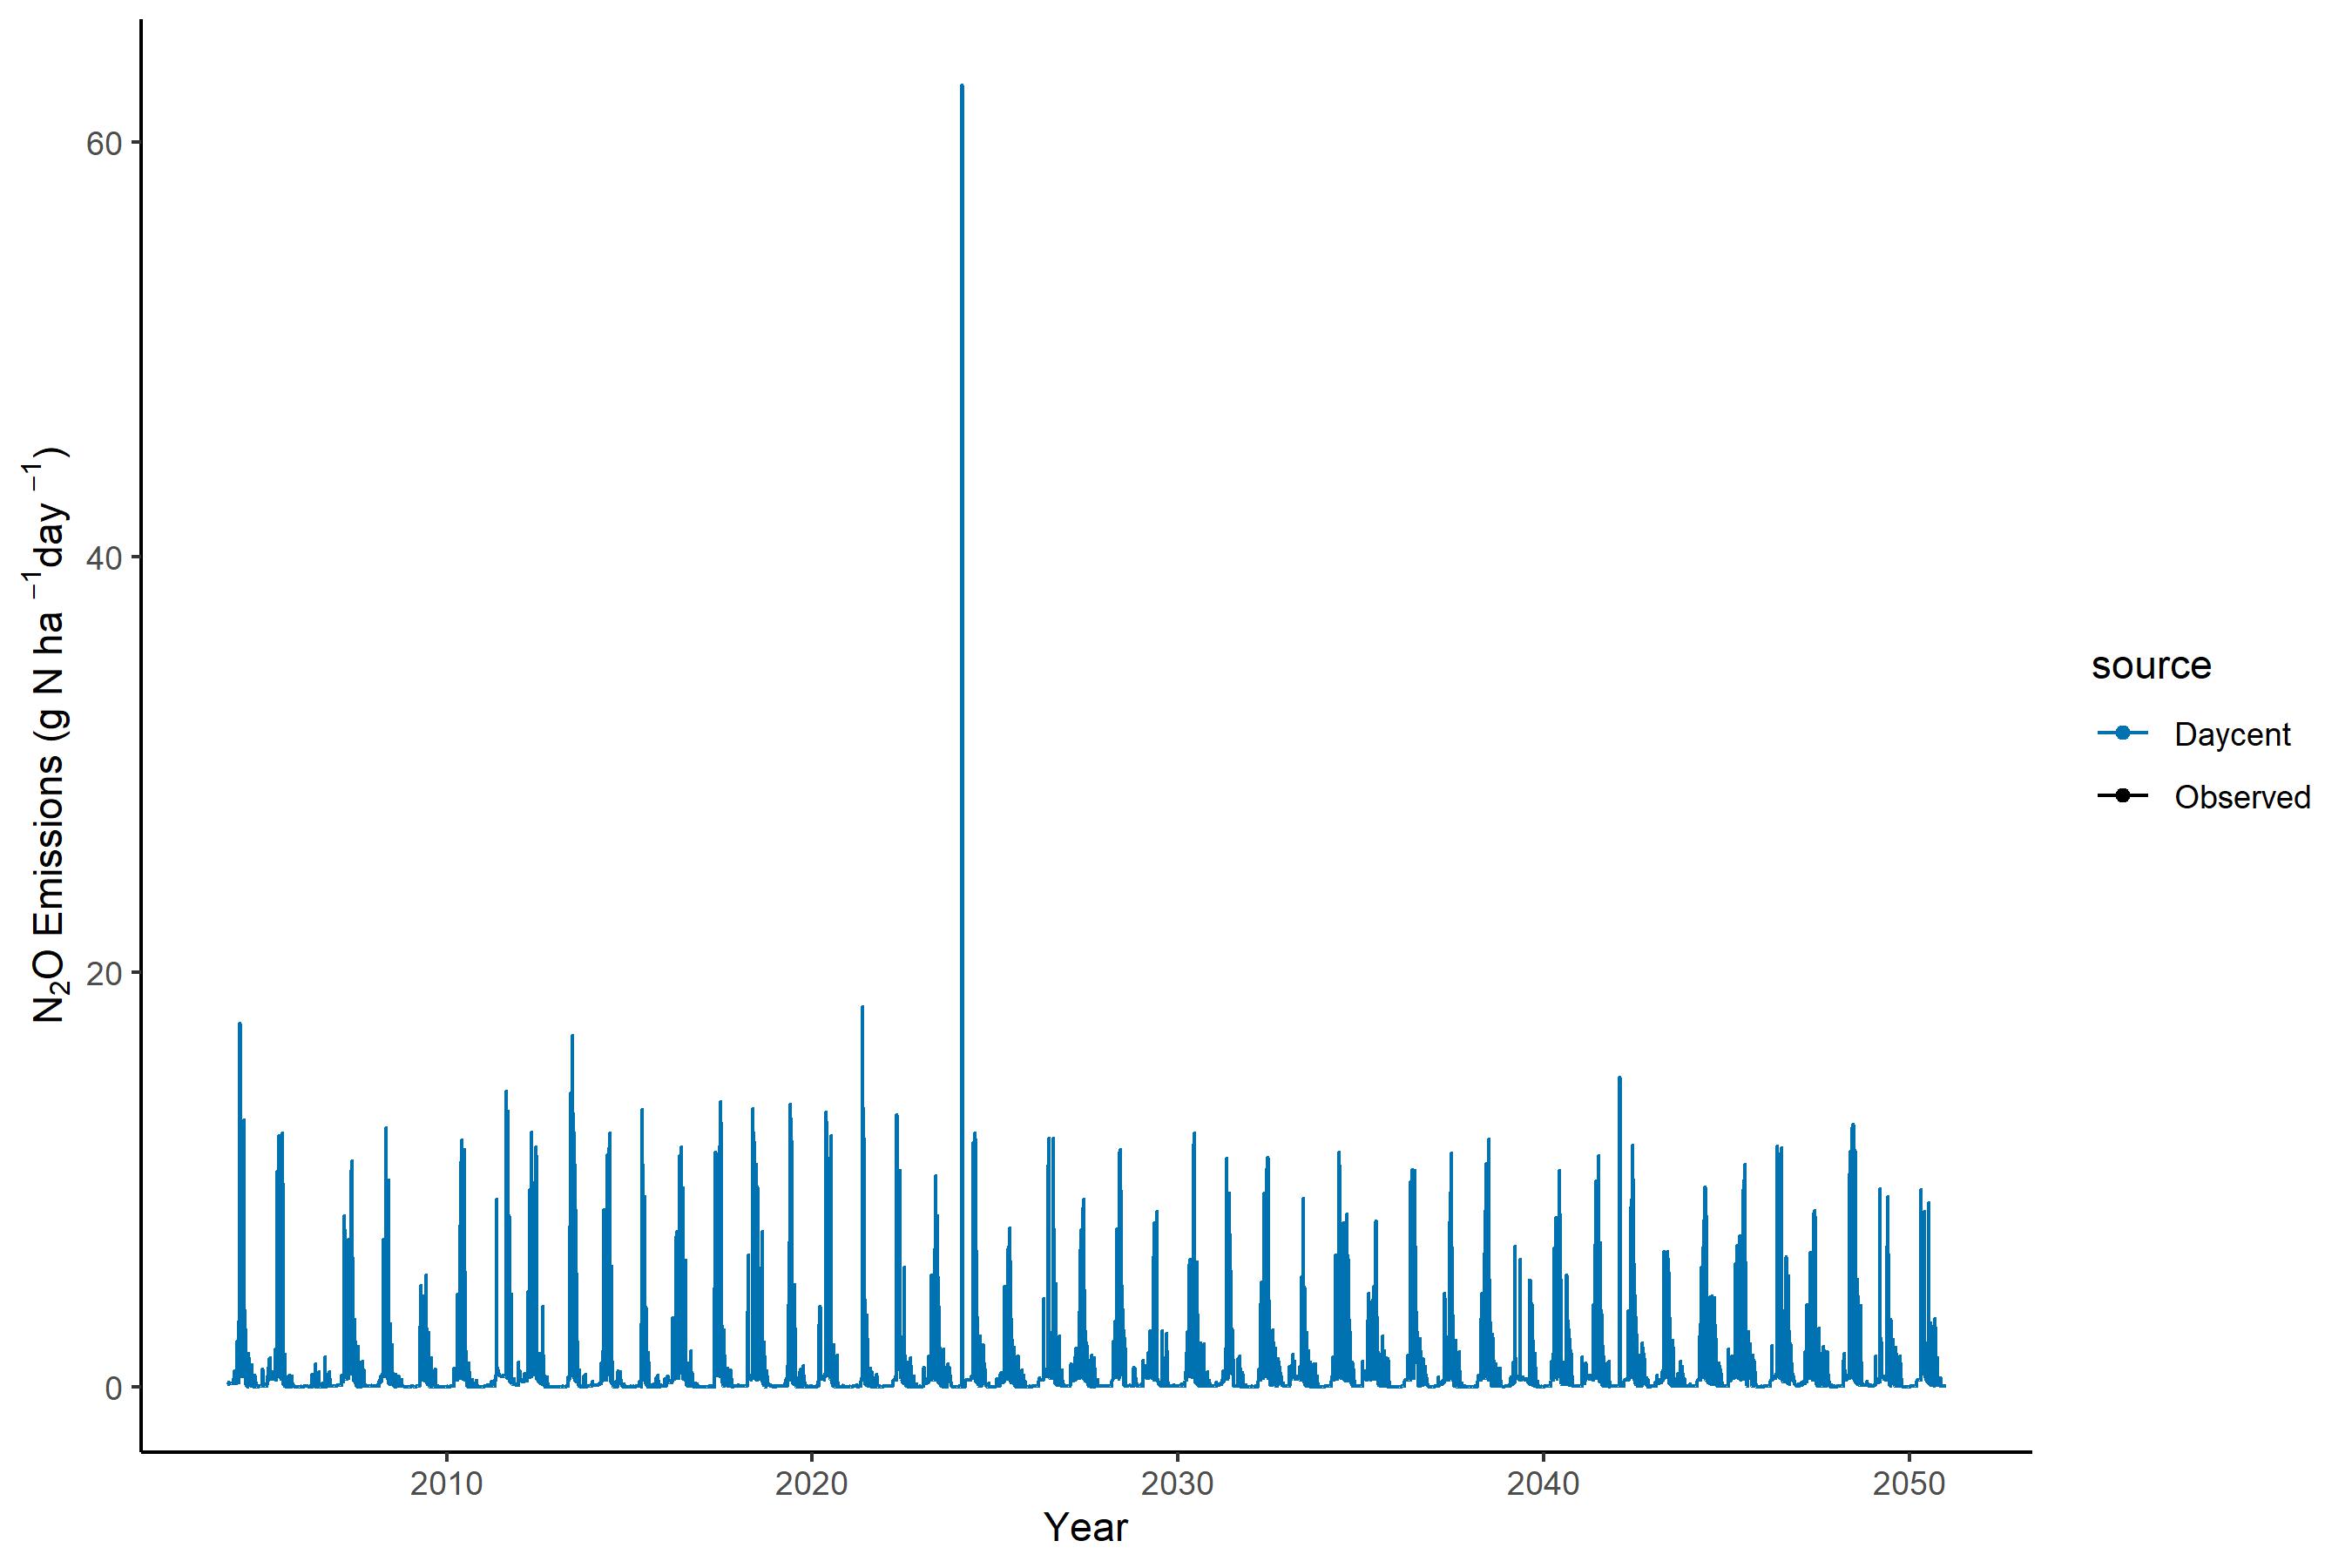 N₂O Emissions (g N ha ⁻¹day ⁻¹)
60
40
20
0
2010 2020 2030 2040 2050
Year
source
Daycent
Observed